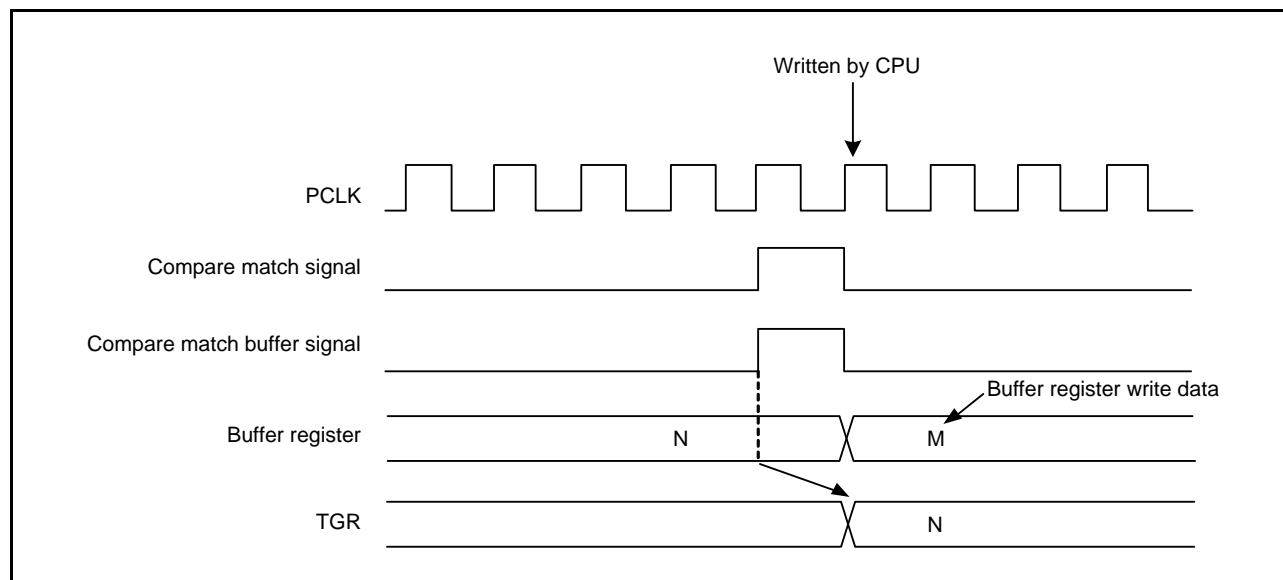 Written by CPU
PCLK
Compare match signal
Compare match buffer signal
Buffer register write data
Buffer register
N
M
TGR
N